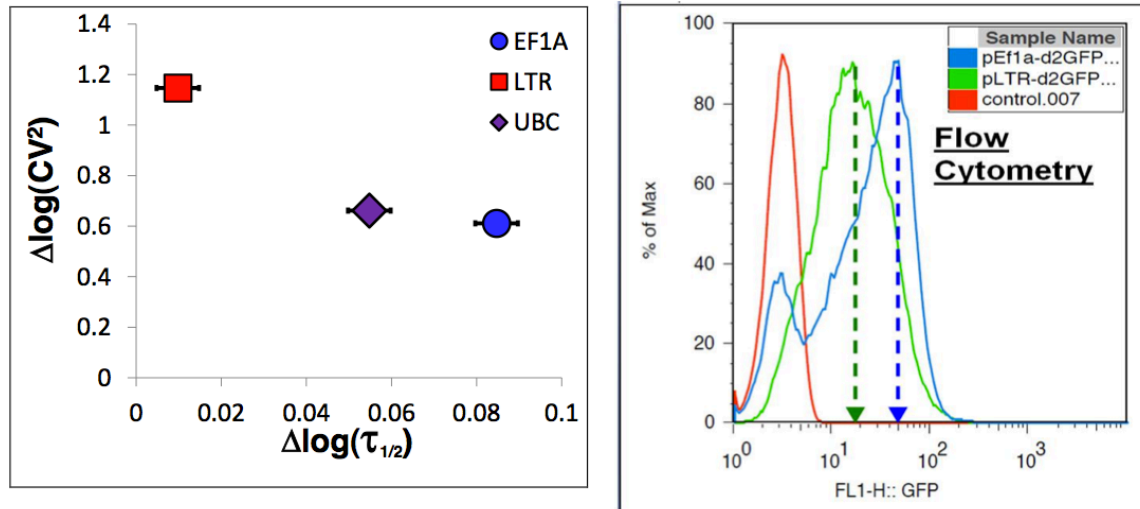 1.4
1.2
1
0.8
0.6
0.4
0.2
0
0 0.02 0.04 0.06 0.08 0.1
Δlog(CV²)
Δlog(τ1/2)
EF1A
LTR
UBC
100
80
60
40
20
0
% of Max
10⁰ 10¹ 10² 10³
FL1-H:: GFP
Sample Name
pEf1a-d2GFP...
pLTR-d2GFP...
control.007
Flow
Cytometry